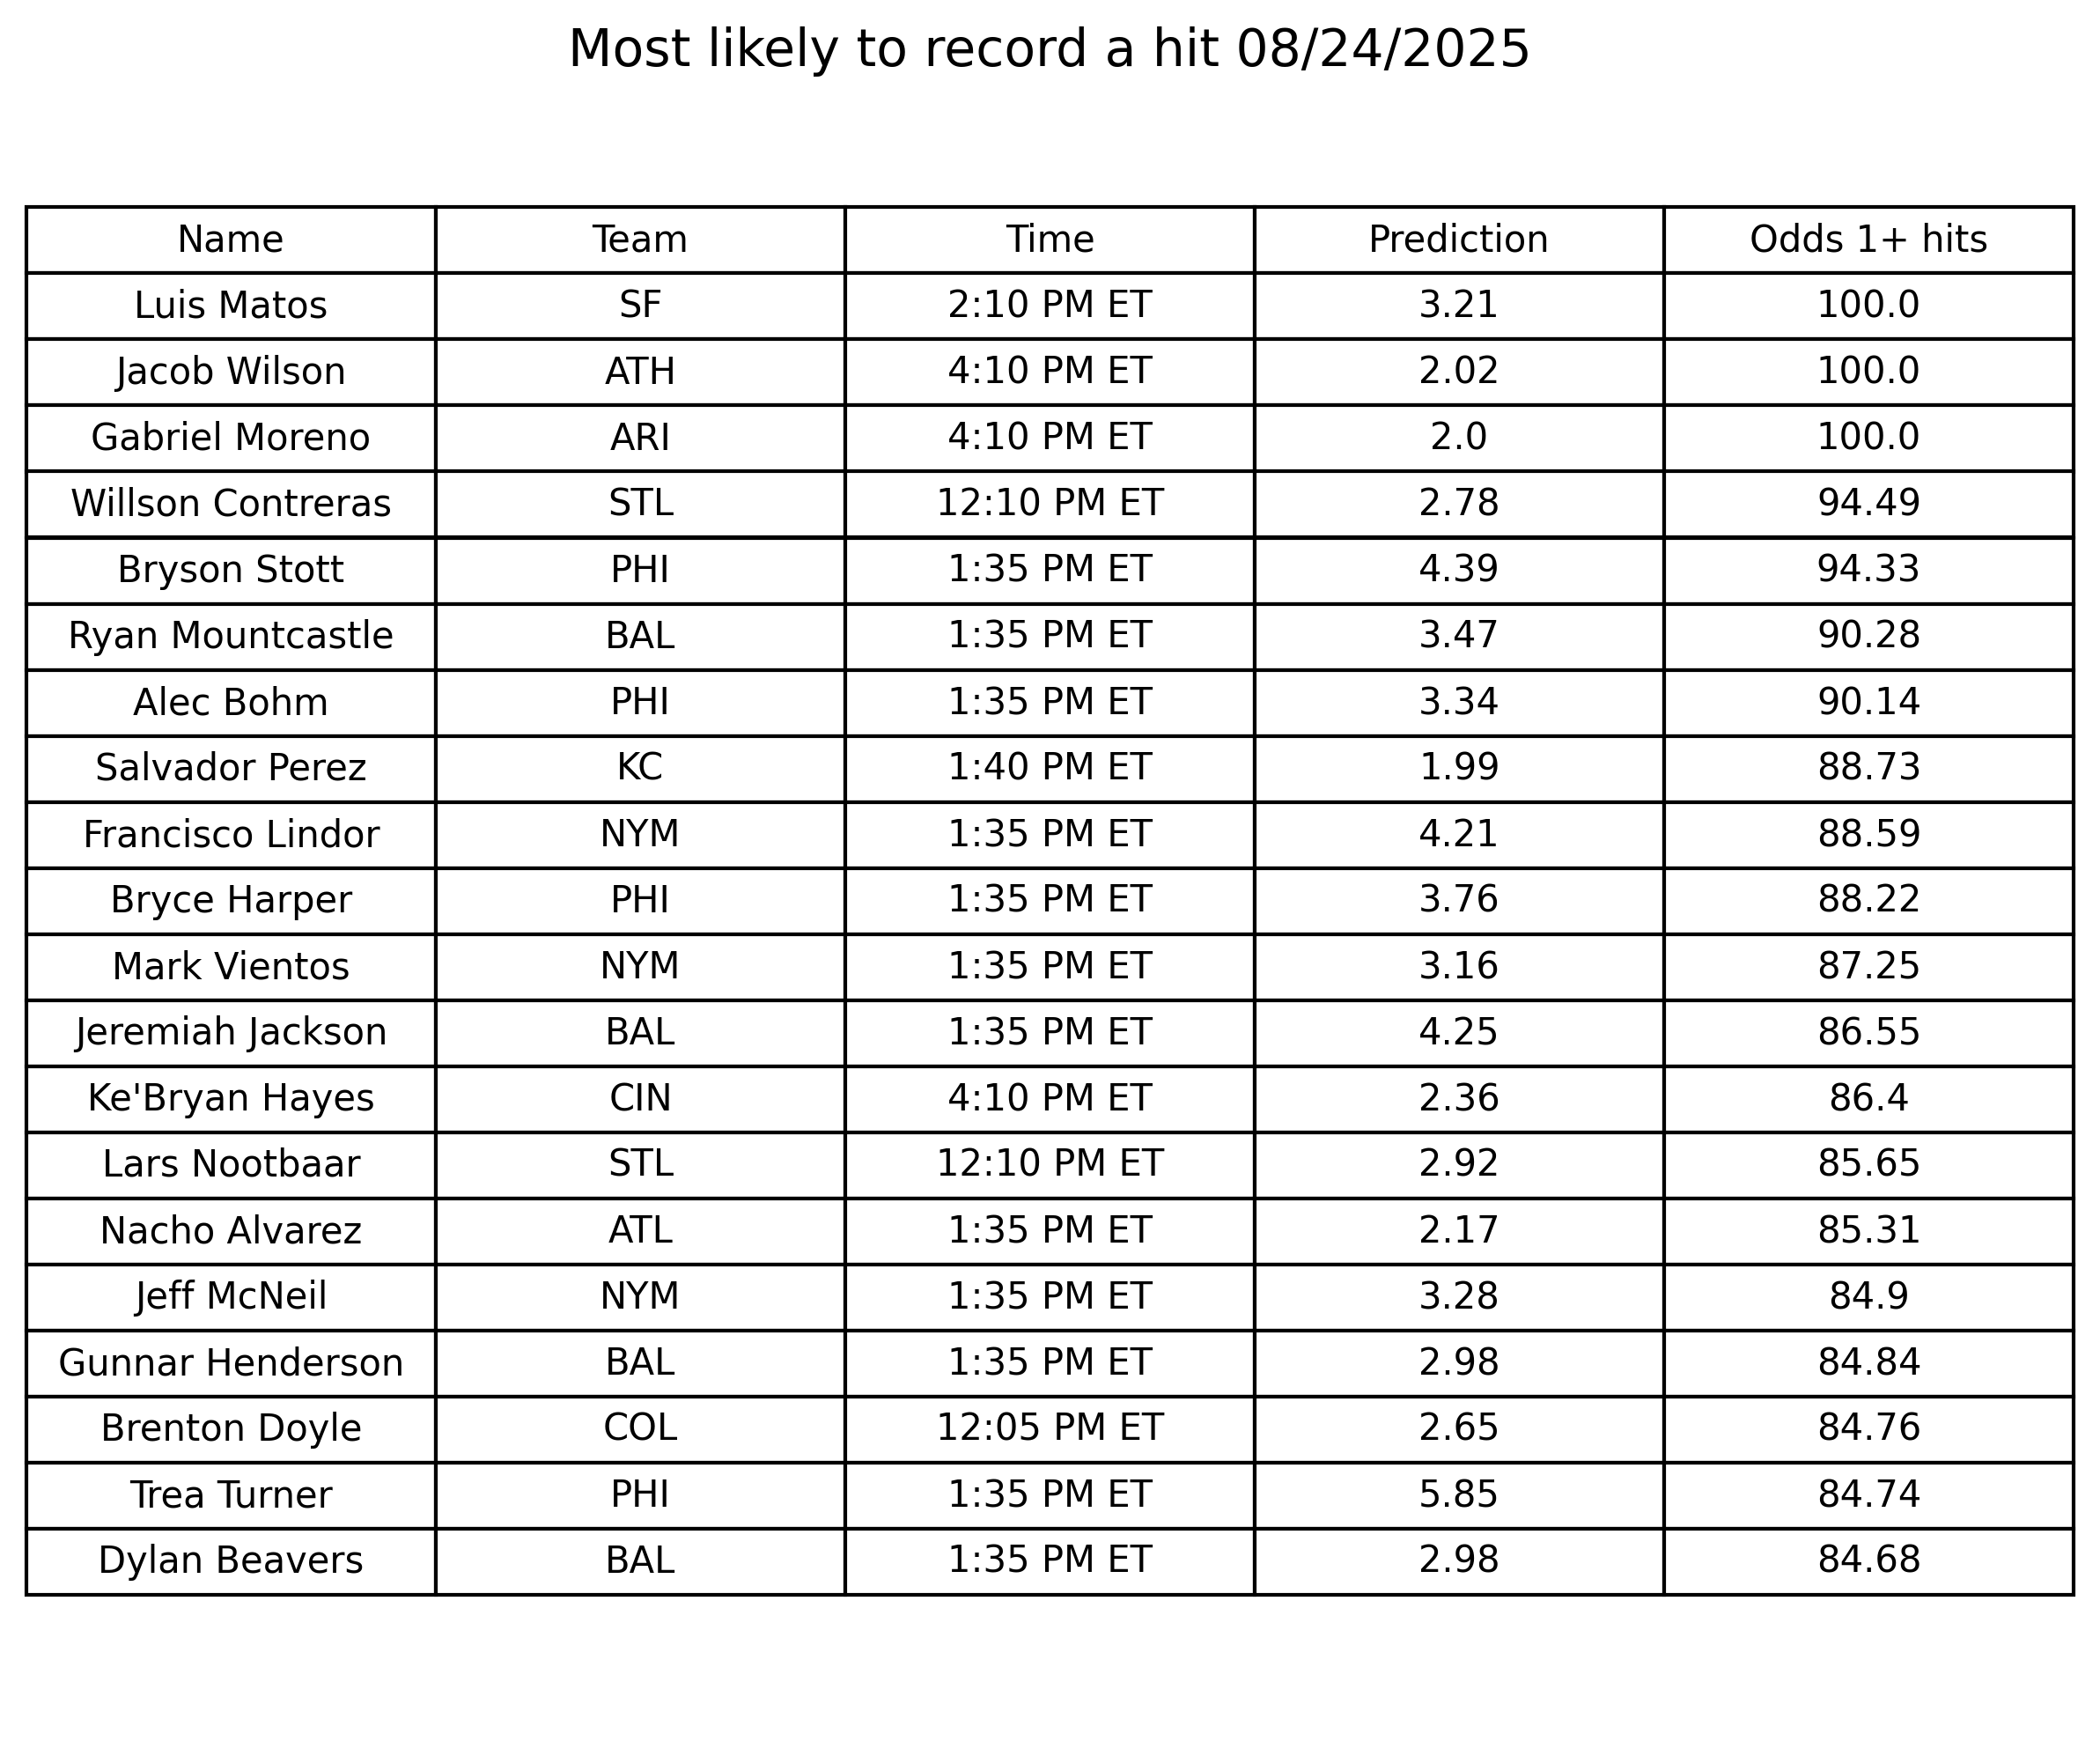 Most likely to record a hit 08/24/2025
Name Team Time Prediction Odds 1+ hits
Luis Matos SF 2:10 PM ET 3.21 100.0
Jacob Wilson ATH 4:10 PM ET 2.02 100.0
Gabriel Moreno ARI 4:10 PM ET 2.0 100.0
Willson Contreras STL 12:10 PM ET 2.78 94.49
Bryson Stott PHI 1:35 PM ET 4.39 94.33
Ryan Mountcastle BAL 1:35 PM ET 3.47 90.28
Alec Bohm PHI 1:35 PM ET 3.34 90.14
Salvador Perez KC 1:40 PM ET 1.99 88.73
Francisco Lindor NYM 1:35 PM ET 4.21 88.59
Bryce Harper PHI 1:35 PM ET 3.76 88.22
Mark Vientos NYM 1:35 PM ET 3.16 87.25
Jeremiah Jackson BAL 1:35 PM ET 4.25 86.55
Ke'Bryan Hayes CIN 4:10 PM ET 2.36 86.4
Lars Nootbaar STL 12:10 PM ET 2.92 85.65
Nacho Alvarez ATL 1:35 PM ET 2.17 85.31
Jeff McNeil NYM 1:35 PM ET 3.28 84.9
Gunnar Henderson BAL 1:35 PM ET 2.98 84.84
Brenton Doyle COL 12:05 PM ET 2.65 84.76
Trea Turner PHI 1:35 PM ET 5.85 84.74
Dylan Beavers BAL 1:35 PM ET 2.98 84.68